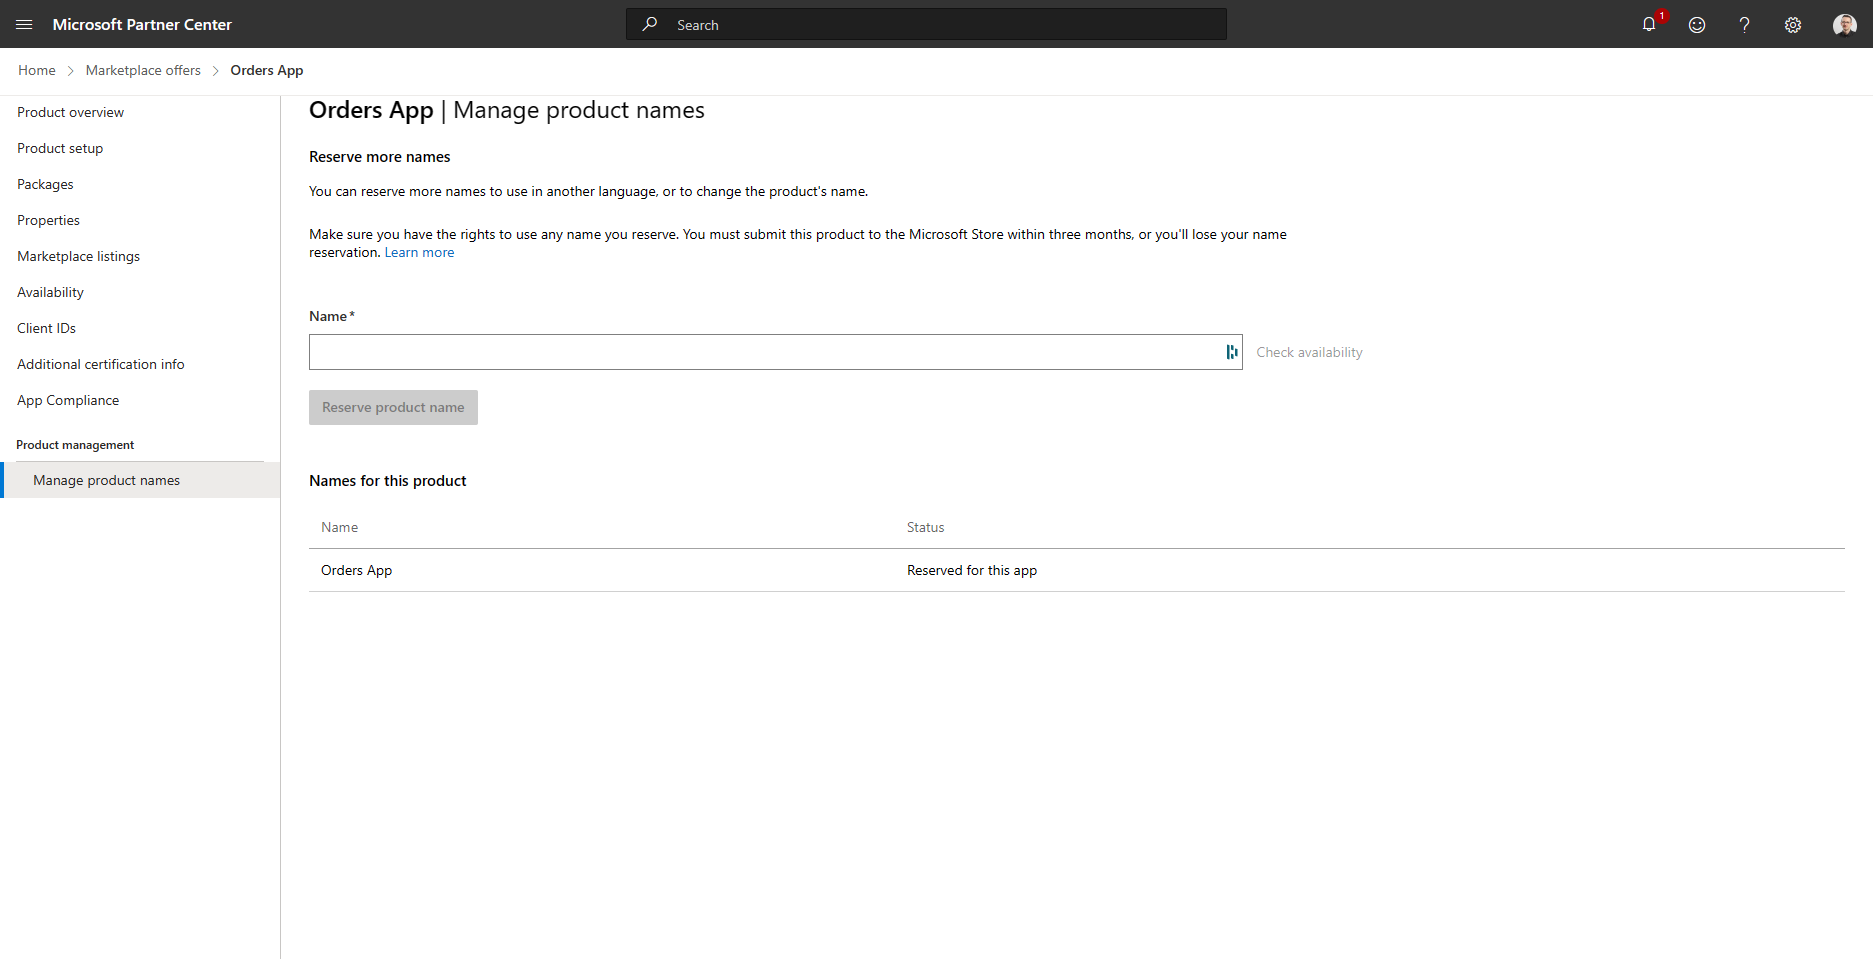 Microsoft Partner Center
Search
1
Home > Marketplace offers > Orders App
Product overview
Product setup
Packages
Properties
Marketplace listings
Availability
Client IDs
Additional certification info
App Compliance
Product management
Manage product names
Orders App | Manage product names
Reserve more names
You can reserve more names to use in another language, or to change the product's name.
Make sure you have the rights to use any name you reserve. You must submit this product to the Microsoft Store within three months, or you'll lose your name
reservation. Learn more
Name *
Check availability
Reserve product name
Names for this product
Name Status
Orders App Reserved for this app